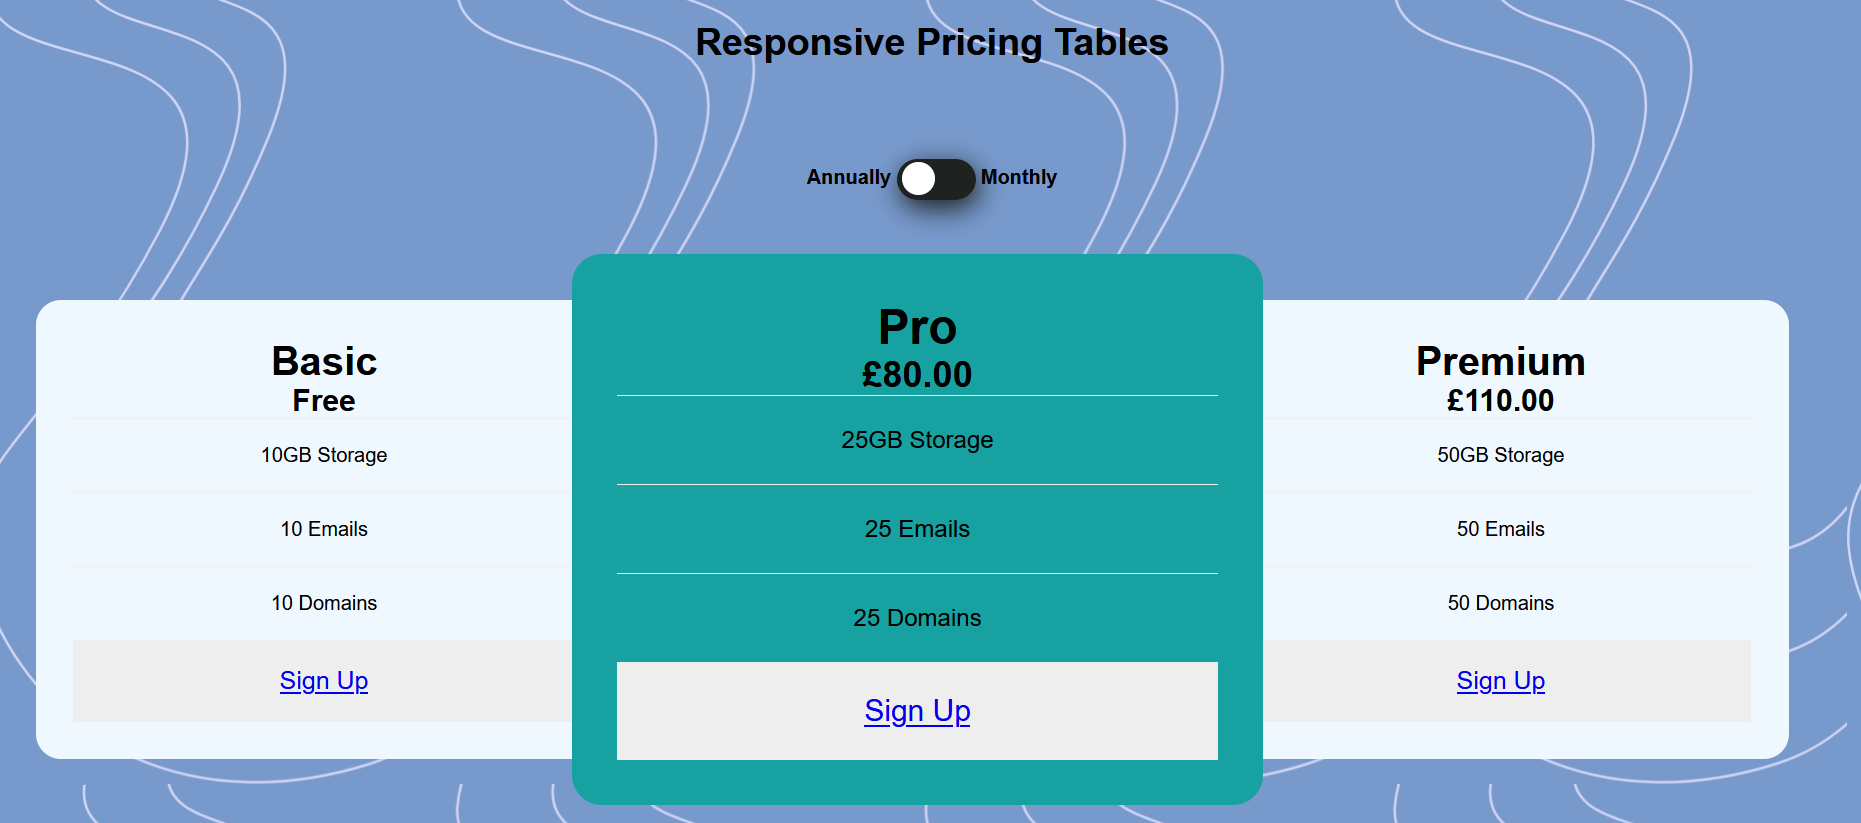 Responsive Pricing Tables
Annually Monthly
Basic
Free
10GB Storage
10 Emails
10 Domains
Sign Up
Pro
£80.00
25GB Storage
25 Emails
25 Domains
Sign Up
Premium
£110.00
50GB Storage
50 Emails
50 Domains
Sign Up